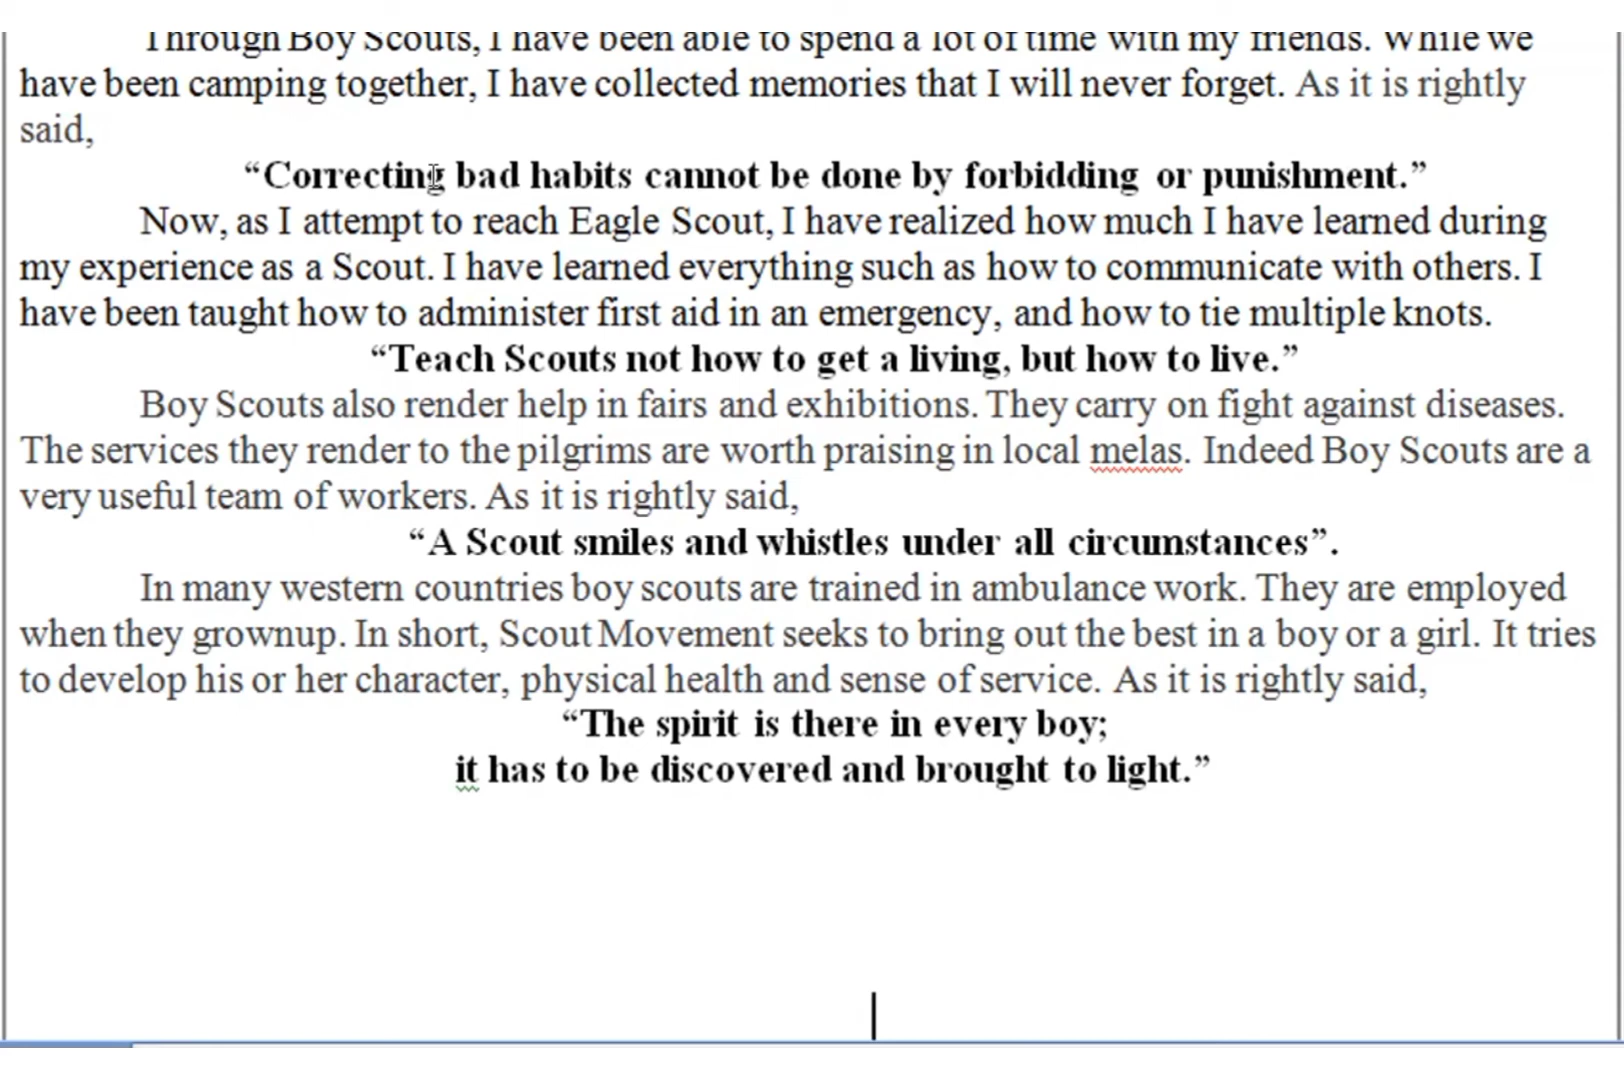 Through Boy Scouts, I have been able to spend a lot of time with my friends. While we
have been camping together, I have collected memories that I will never forget. As it is rightly
said,
“Correcting bad habits cannot be done by forbidding or punishment.”
Now, as I attempt to reach Eagle Scout, I have realized how much I have learned during
my experience as a Scout. I have learned everything such as how to communicate with others. I
have been taught how to administer first aid in an emergency, and how to tie multiple knots.
“Teach Scouts not how to get a living, but how to live.”
Boy Scouts also render help in fairs and exhibitions. They carry on fight against diseases.
The services they render to the pilgrims are worth praising in local melas. Indeed Boy Scouts are a
very useful team of workers. As it is rightly said,
“A Scout smiles and whistles under all circumstances”.
In many western countries boy scouts are trained in ambulance work. They are employed
when they grownup. In short, Scout Movement seeks to bring out the best in a boy or a girl. It tries
to develop his or her character, physical health and sense of service. As it is rightly said,
“The spirit is there in every boy;
it has to be discovered and brought to light.”